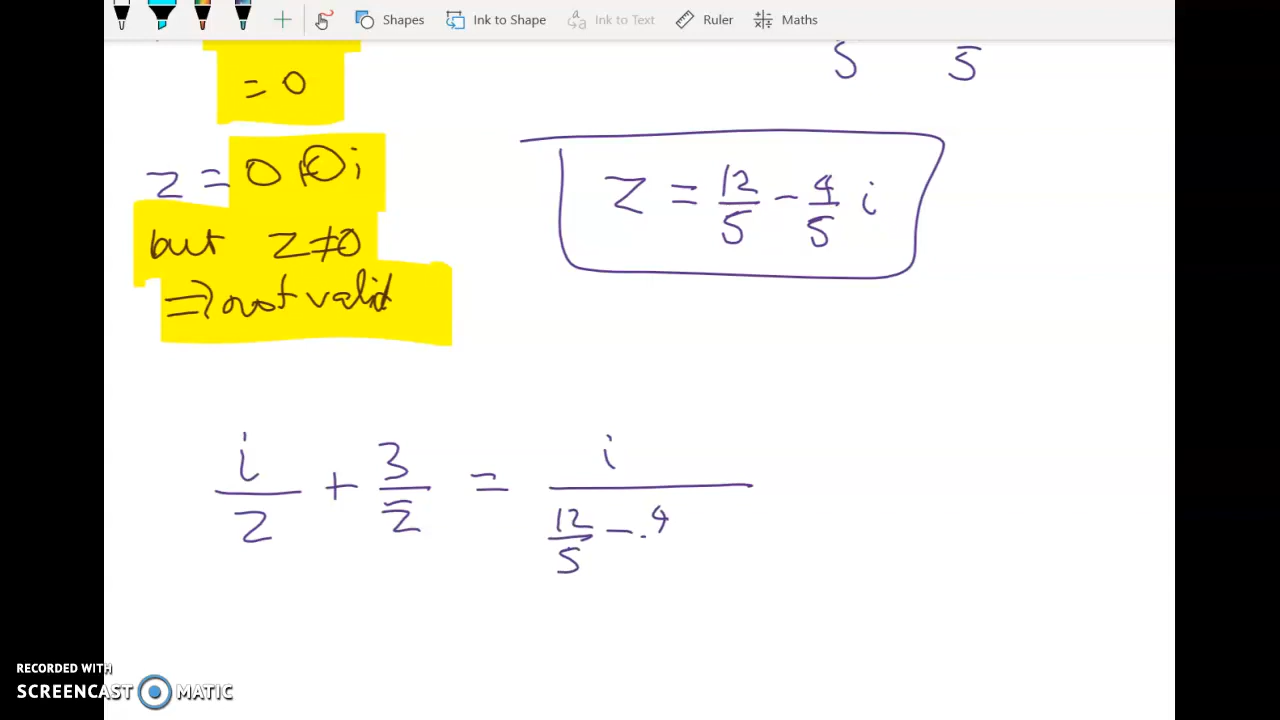 Shapes Ink to Shape Ink to Text Ruler Maths
5 5
= 0
z = 0 + 0i
but z ≠ 0
⇒ not valid
z = 12/5 - 4/5 i
i/z + 3/z̄ = i/(12/5 - 4
RECORDED WITH
SCREENCAST MATIC